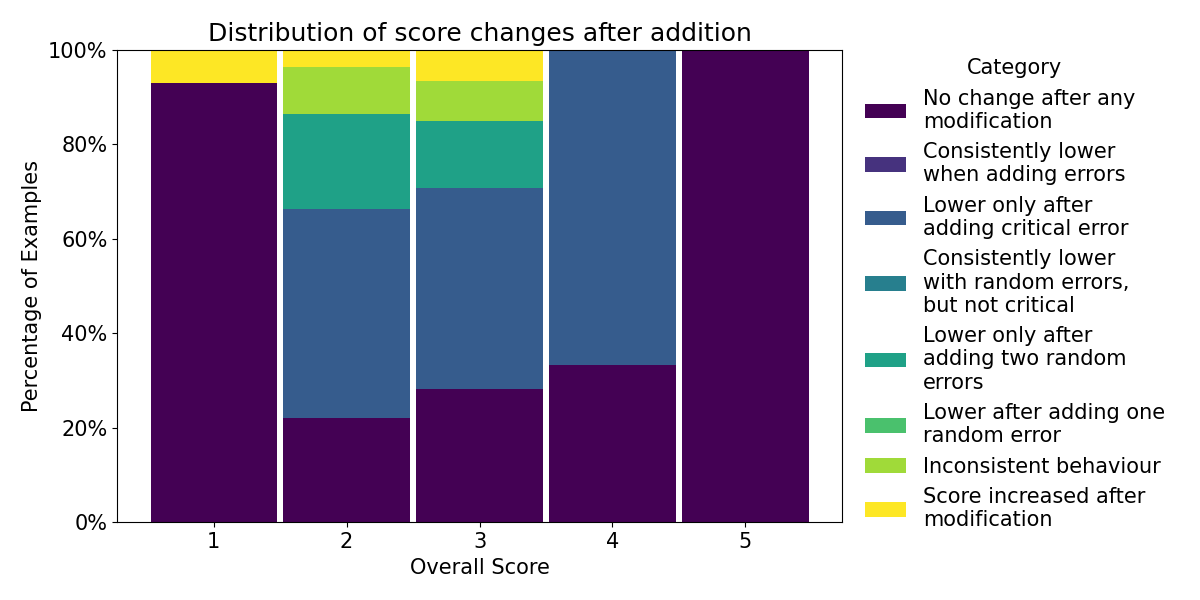 Distribution of score changes after addition
100%
80%
60%
40%
20%
0%
Percentage of Examples
1
2
3
4
5
Overall Score
Category
No change after any
modification
Consistently lower
when adding errors
Lower only after
adding critical error
Consistently lower
with random errors,
but not critical
Lower only after
adding two random
errors
Lower after adding one
random error
Inconsistent behaviour
Score increased after
modification